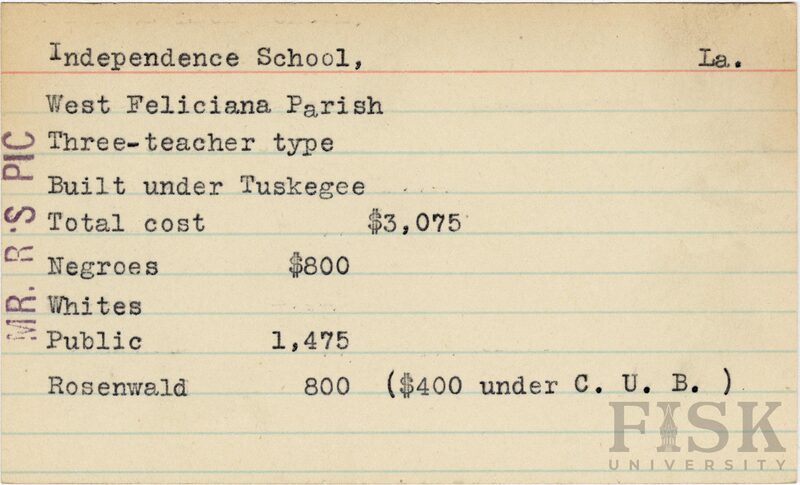 Independence School, La.
West Feliciana Parish
Three-teacher type
Built under Tuskegee
Total cost $3,075
Negroes $800
Whites
Public 1,475
Rosenwald 800 ($400 under C. U. B. )
MR. R'S PIC
FISK
UNIVERSITY